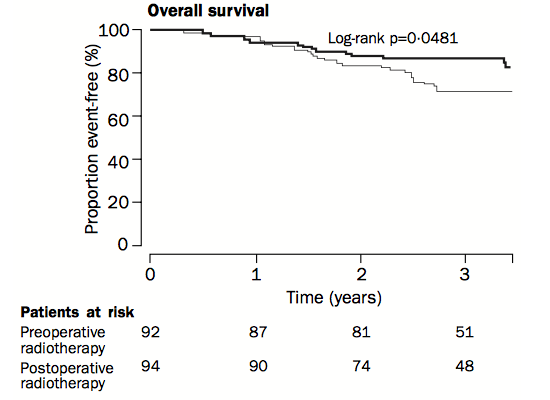 Overall survival
Log-rank p=0·0481
Proportion event-free (%)
100
80
60
40
20
0
0 1 2 3
Time (years)
Patients at risk
Preoperative 92 87 81 51
radiotherapy
Postoperative 94 90 74 48
radiotherapy